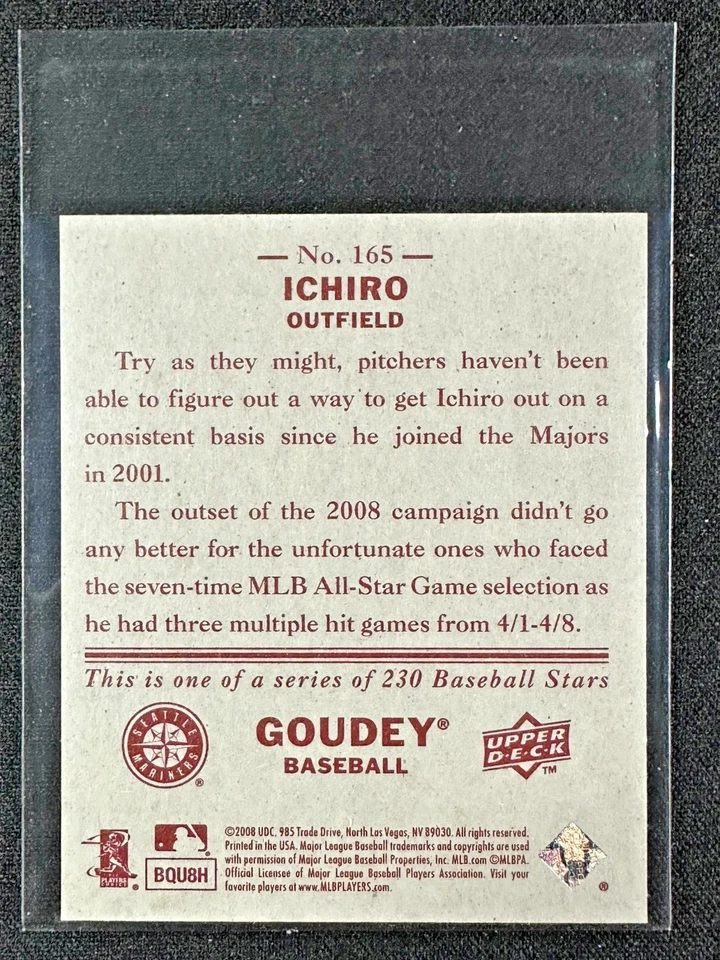 — No. 165 —
ICHIRO
OUTFIELD
Try as they might, pitchers haven't been
able to figure out a way to get Ichiro out on a
consistent basis since he joined the Majors
in 2001.
The outset of the 2008 campaign didn't go
any better for the unfortunate ones who faced
the seven-time MLB All-Star Game selection as
he had three multiple hit games from 4/1-4/8.
This is one of a series of 230 Baseball Stars
SEATTLE
MARINERS
®
GOUDEY®
BASEBALL
UPPER
D·E·C·K
™
PLAYERS
CHOICE
BQU8H
©2008 UDC. 985 Trade Drive, North Las Vegas, NV 89030. All rights reserved.
Printed in the USA. Major League Baseball trademarks and copyrights are used
with permission of Major League Baseball Properties, Inc. MLB.com ©MLBPA.
Official Licensee of Major League Baseball Players Association. Visit your
favorite players at www.MLBPLAYERS.com.
®